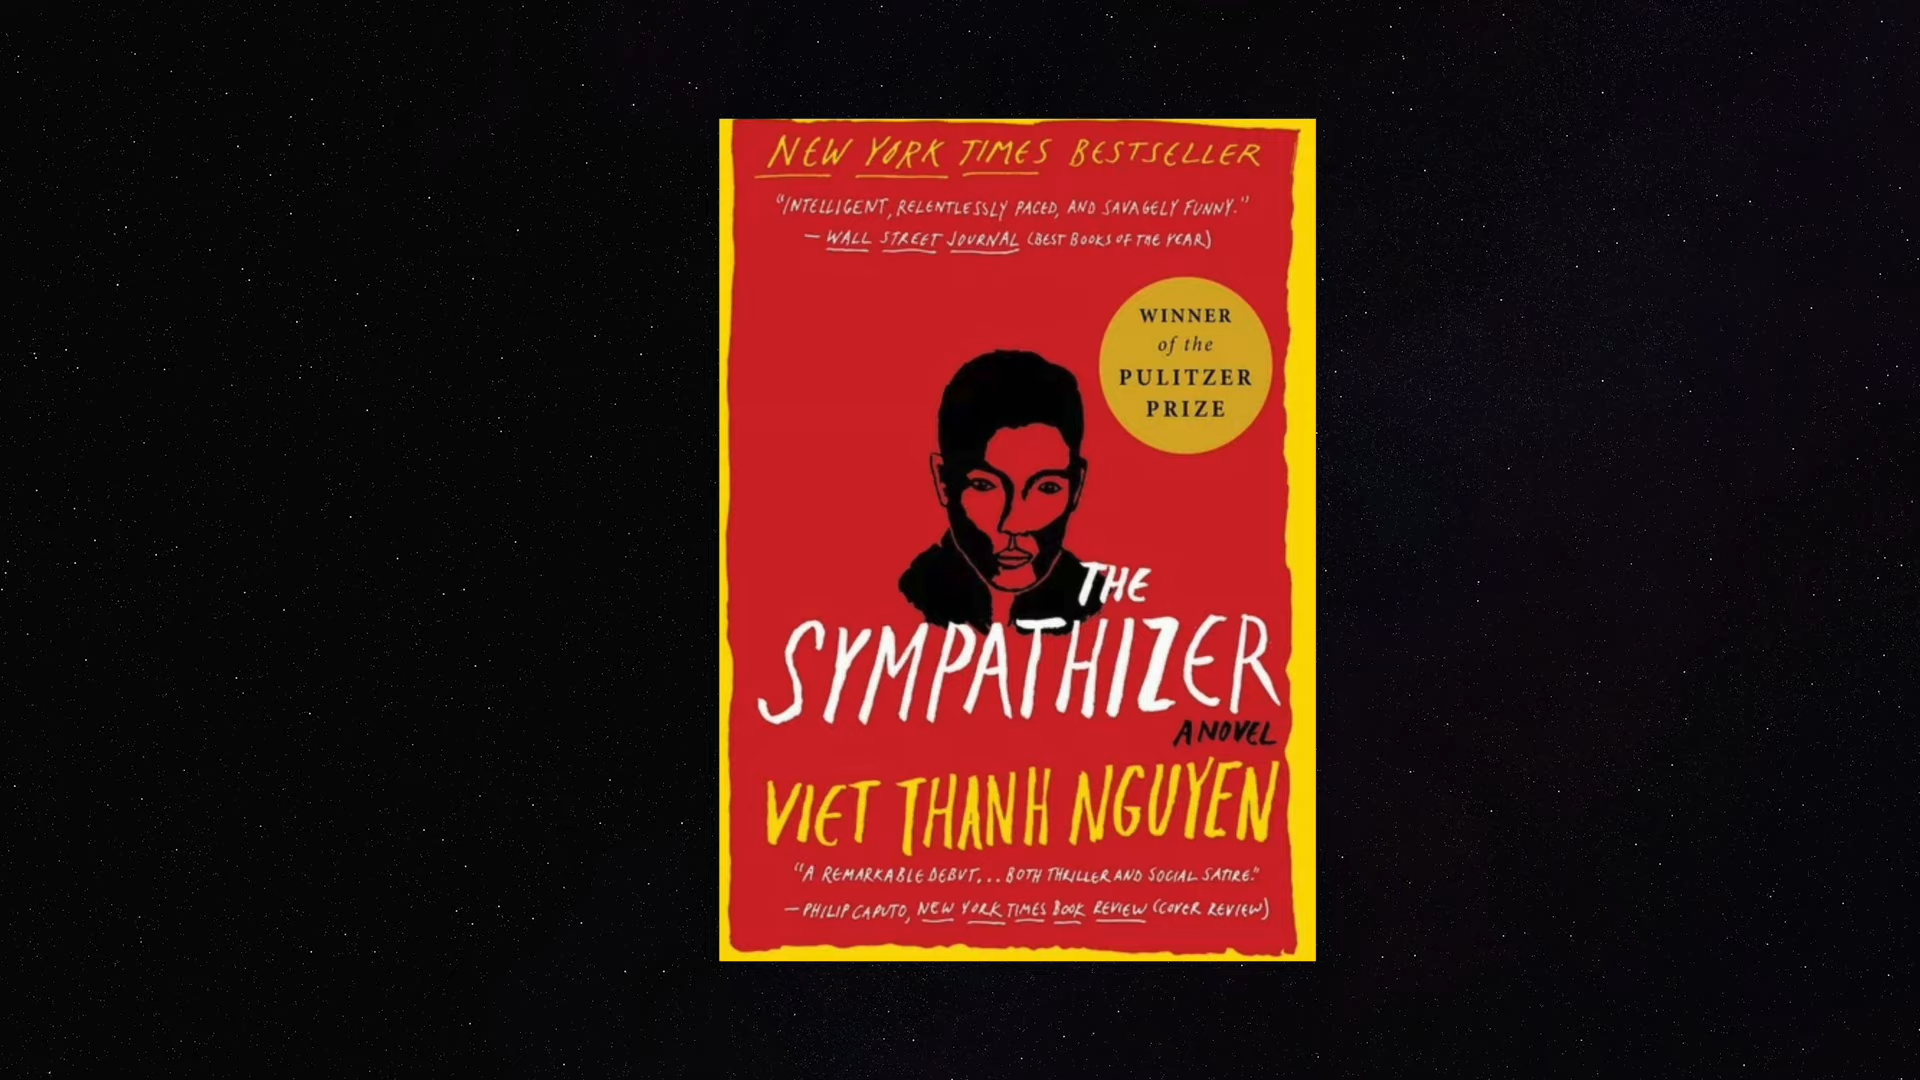 NEW YORK TIMES BESTSELLER
"INTELLIGENT, RELENTLESSLY PACED, AND SAVAGELY FUNNY."
— WALL STREET JOURNAL (BEST BOOKS OF THE YEAR)
WINNER
of the
PULITZER
PRIZE
THE
SYMPATHIZER
A NOVEL
VIET THANH NGUYEN
"A REMARKABLE DEBUT... BOTH THRILLER AND SOCIAL SATIRE."
—PHILIP CAPUTO, NEW YORK TIMES BOOK REVIEW (COVER REVIEW)